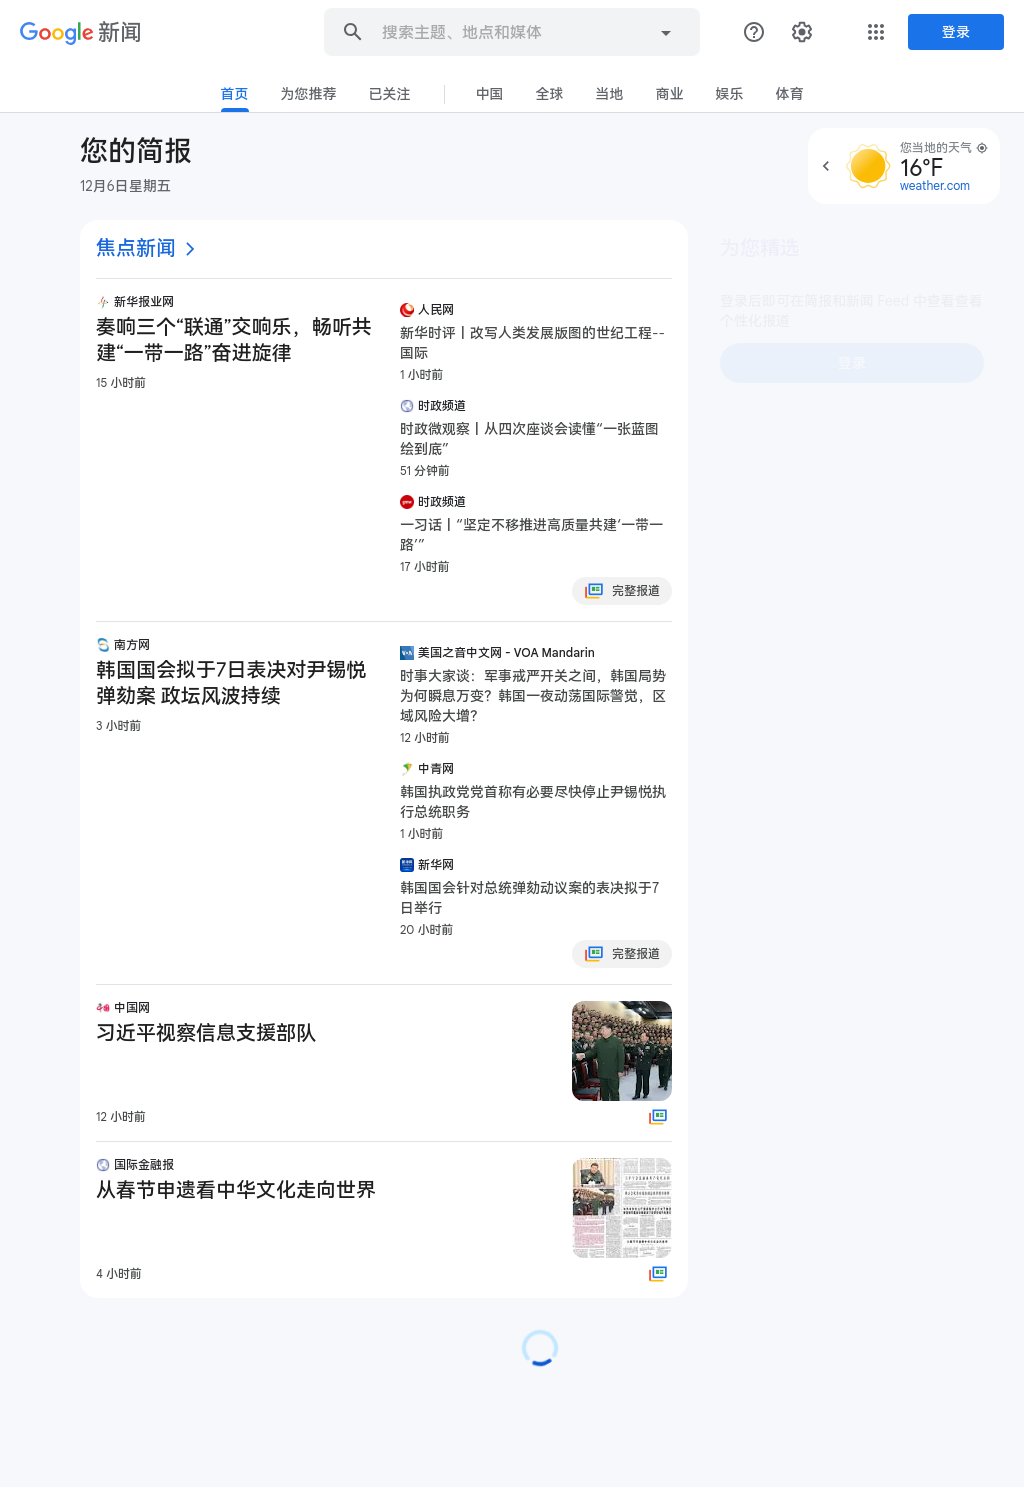 Google 新闻
搜索主题、地点和媒体
登录
首页
为您推荐
已关注
中国
全球
当地
商业
娱乐
体育
您的简报
12月6日星期五
您当地的天气
16°F
weather.com
焦点新闻
新华报业网
奏响三个“联通”交响乐，畅听共
建“一带一路”奋进旋律
15 小时前
人民网
新华时评丨改写人类发展版图的世纪工程--
国际
1 小时前
时政频道
时政微观察丨从四次座谈会读懂“一张蓝图
绘到底”
51 分钟前
时政频道
一习话丨“坚定不移推进高质量共建‘一带一
路’”
17 小时前
完整报道
南方网
韩国国会拟于7日表决对尹锡悦
弹劾案 政坛风波持续
3 小时前
美国之音中文网 - VOA Mandarin
时事大家谈：军事戒严开关之间，韩国局势
为何瞬息万变？韩国一夜动荡国际警觉，区
域风险大增？
12 小时前
中青网
韩国执政党党首称有必要尽快停止尹锡悦执
行总统职务
1 小时前
新华网
韩国国会针对总统弹劾动议案的表决拟于7
日举行
20 小时前
完整报道
中国网
习近平视察信息支援部队
12 小时前
国际金融报
从春节申遗看中华文化走向世界
4 小时前
为您精选
登录后即可在简报和新闻 Feed 中查看查看
个性化报道
登录